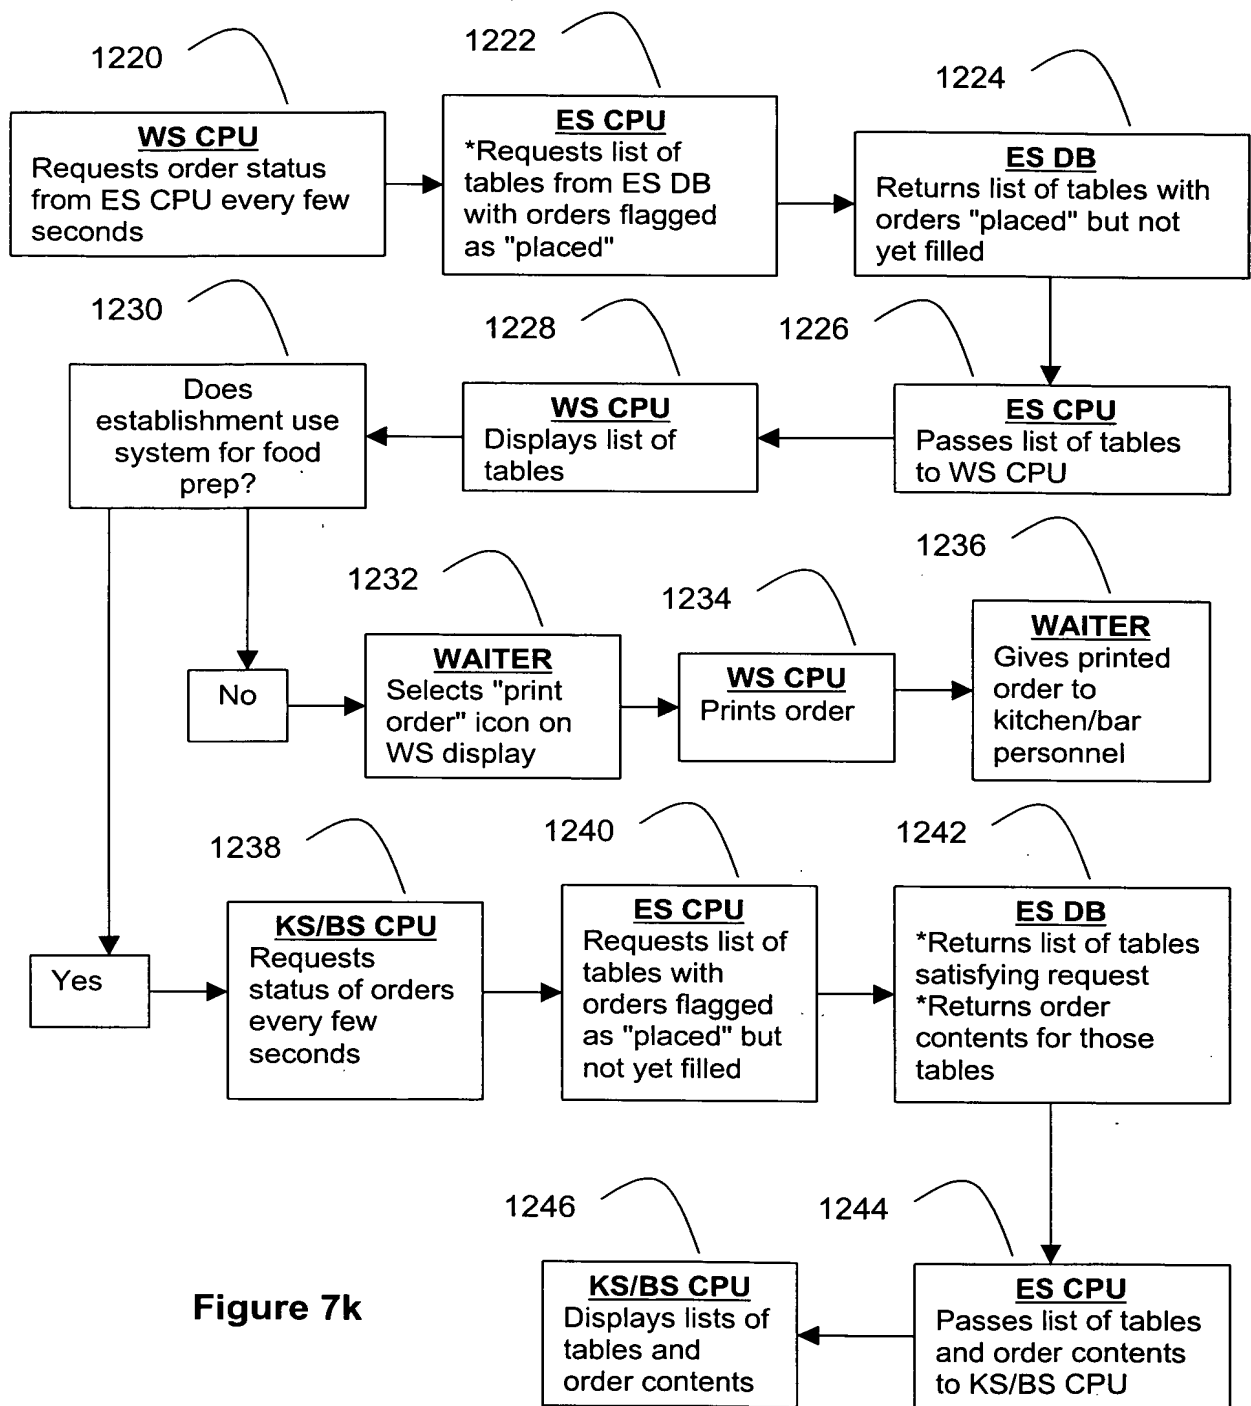 1220
1222
1224
WS CPU
Requests order status
from ES CPU every few
seconds
ES CPU
*Requests list of
tables from ES DB
with orders flagged
as "placed"
ES DB
Returns list of tables with
orders "placed" but not
yet filled
1230
1228
1226
Does
establishment use
system for food
prep?
WS CPU
Displays list of
tables
ES CPU
Passes list of tables
to WS CPU
1232
1234
1236
No
WAITER
Selects "print
order" icon on
WS display
WS CPU
Prints order
WAITER
Gives printed
order to
kitchen/bar
personnel
1238
1240
1242
Yes
KS/BS CPU
Requests
status of orders
every few
seconds
ES CPU
Requests list of
tables with
orders flagged
as "placed" but
not yet filled
ES DB
*Returns list of tables
satisfying request
*Returns order
contents for those
tables
1246
1244
Figure 7k
KS/BS CPU
Displays lists of
tables and
order contents
ES CPU
Passes list of tables
and order contents
to KS/BS CPU